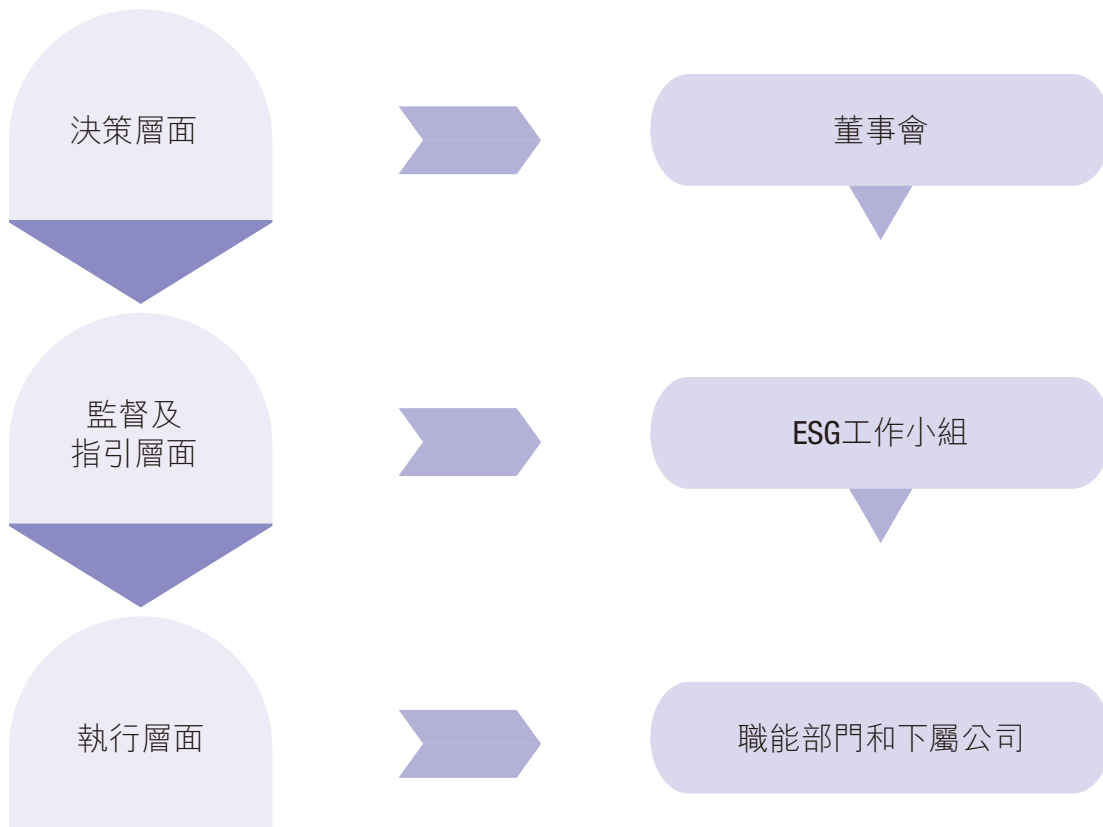 決策層面
董事會
監督及
指引層面
ESG工作小組
執行層面
職能部門和下屬公司